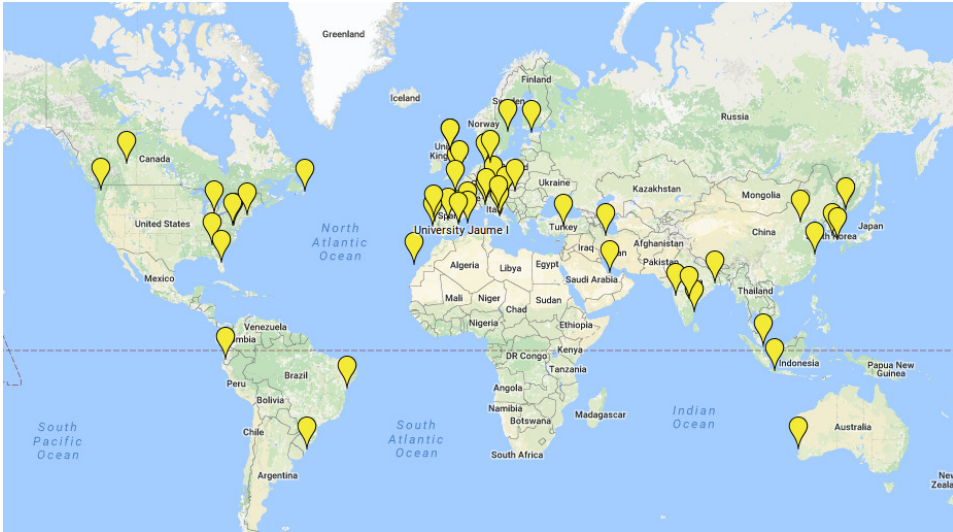 Greenland
Iceland
Finland
Norway
Russia
Canada
Ukraine
Kazakhstan
Mongolia
United States
University Jaume I
Turkey
China
Japan
North
Atlantic
Ocean
Iraq
Afghanistan
Pakistan
Algeria
Libya
Egypt
Saudi Arabia
Mexico
Mali
Niger
Sudan
Chad
Thailand
Venezuela
Nigeria
Ethiopia
DR Congo
Kenya
Tanzania
Indonesia
Papua New
Guinea
Peru
Brazil
Bolivia
Angola
Namibia
Botswana
Madagascar
South
Pacific
Ocean
Chile
South
Atlantic
Ocean
Indian
Ocean
Australia
South Africa
Argentina